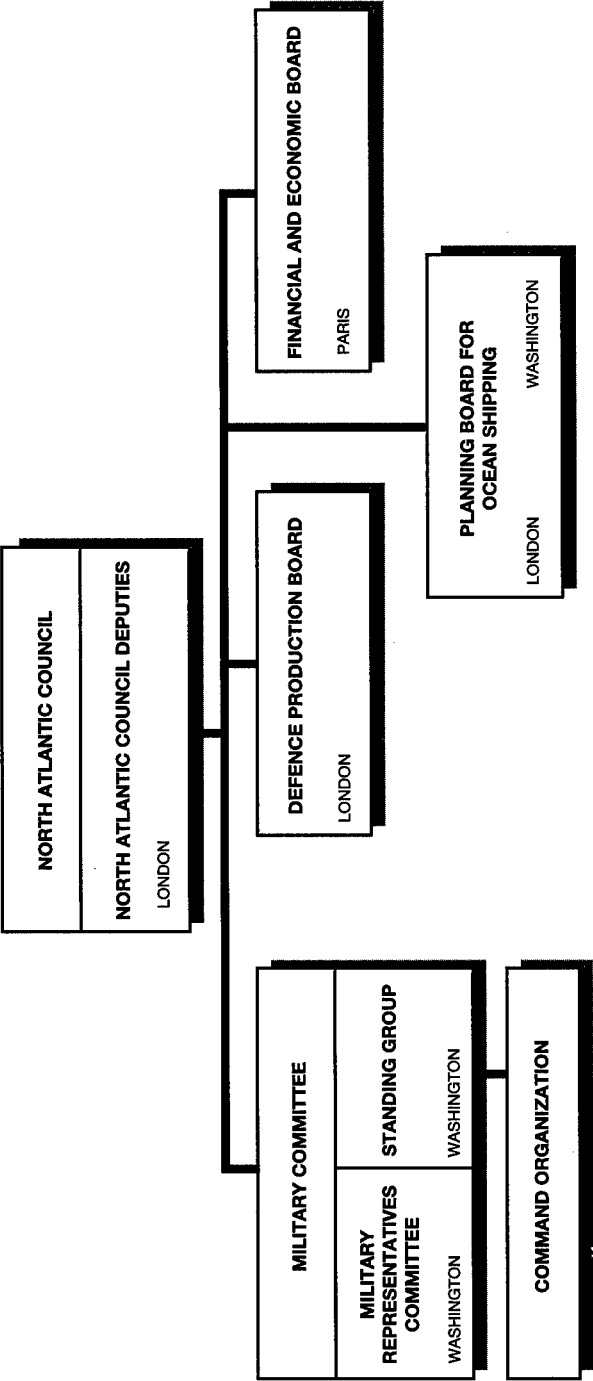 NORTH ATLANTIC COUNCIL
NORTH ATLANTIC COUNCIL DEPUTIES
LONDON
MILITARY COMMITTEE
MILITARY
REPRESENTATIVES
COMMITTEE
WASHINGTON
STANDING GROUP
WASHINGTON
COMMAND ORGANIZATION
DEFENCE PRODUCTION BOARD
LONDON
FINANCIAL AND ECONOMIC BOARD
PARIS
PLANNING BOARD FOR
OCEAN SHIPPING
LONDON WASHINGTON